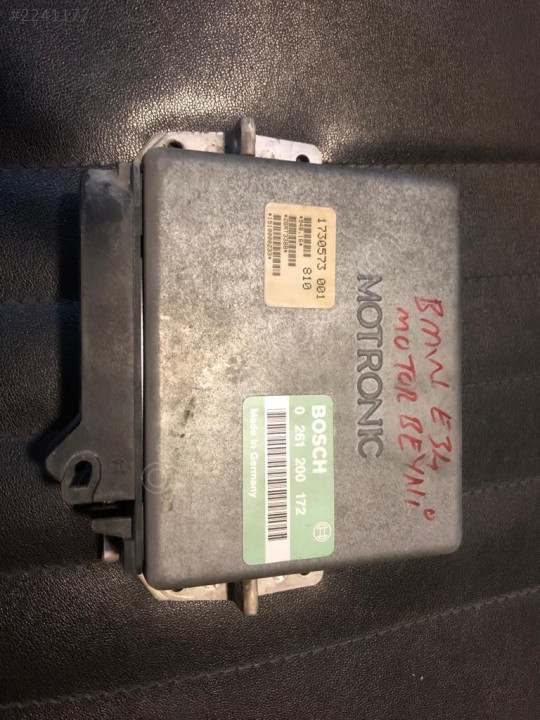 #2241177
1730573 001
810
MOTRONIC
BMW E34
MOTOR BEYNİ
BOSCH
0 261 200 172
Made in Germany